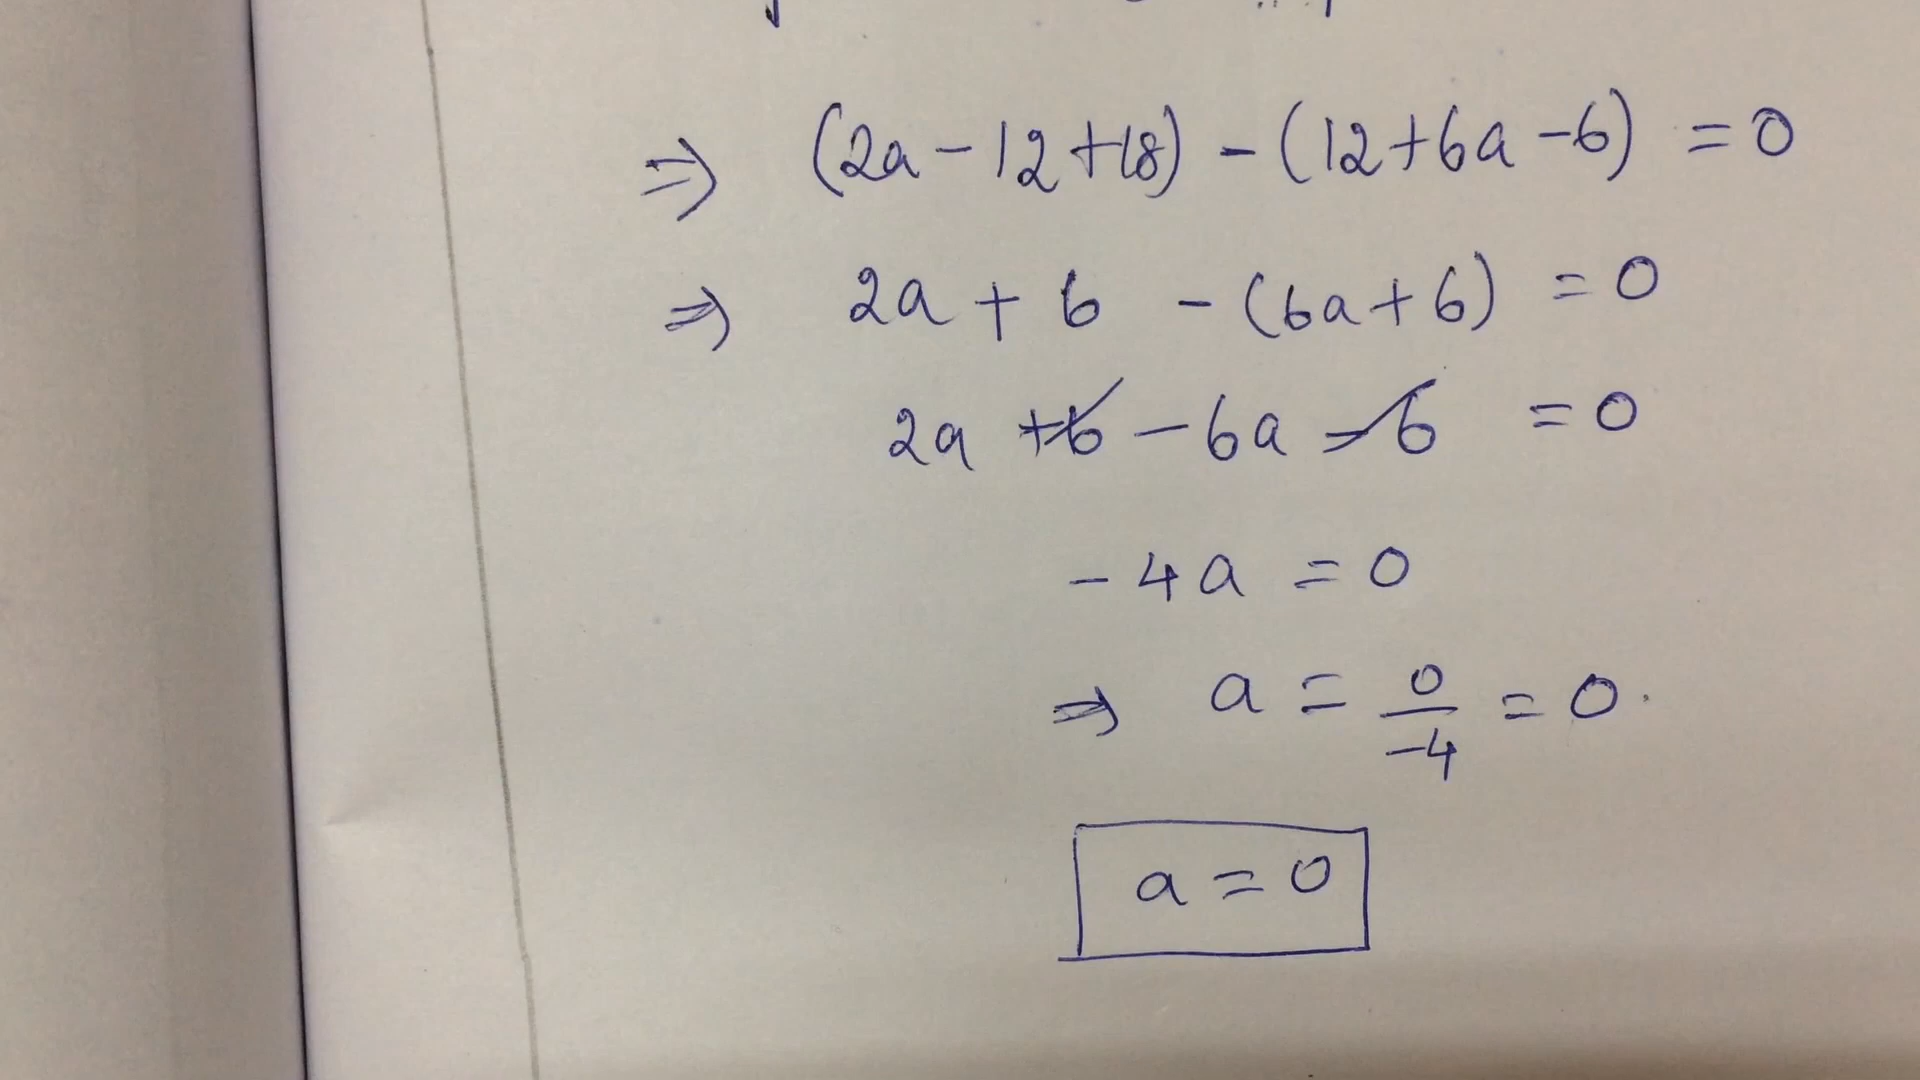 ⇒ (2a - 12 + 18) - (12 + 6a - 6) = 0
⇒ 2a + 6 - (6a + 6) = 0
2a + 6 - 6a - 6 = 0
- 4a = 0
⇒ a = 0/-4 = 0.
a = 0